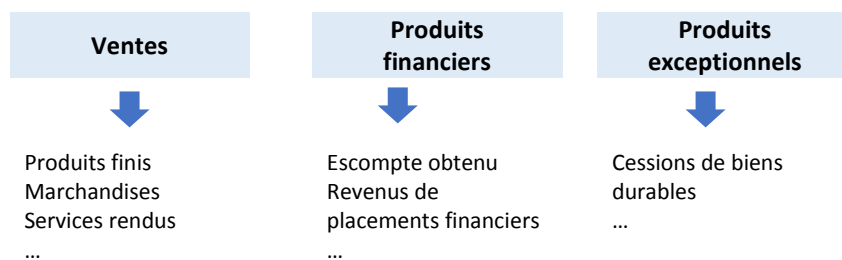 Ventes
Produits finis
Marchandises
Services rendus
…
Produits
financiers
Escompte obtenu
Revenus de
placements financiers
…
Produits
exceptionnels
Cessions de biens
durables
…